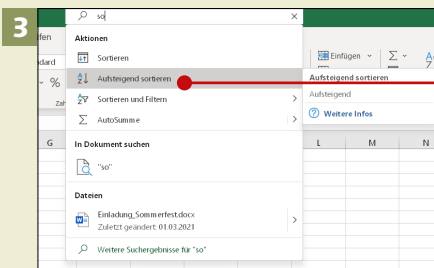 3
so
fen
Aktionen
dard
Sortieren
Einfügen
Aufsteigend sortieren
Aufsteigend sortieren
%
Aufsteigend
Sortieren und Filtern
Zah
Weitere Infos
AutoSumme
G
In Dokument suchen
L M N
"so"
Dateien
Einladung_Sommerfest.docx
Zuletzt geändert: 01.03.2021
Weitere Suchergebnisse für "so"